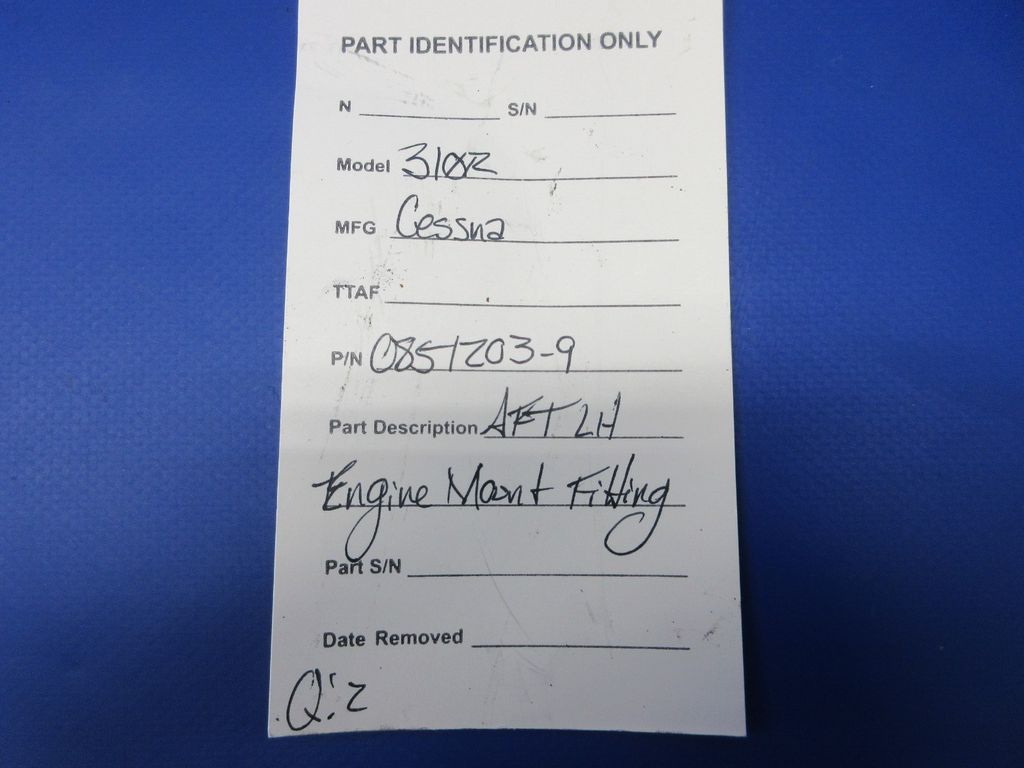 PART IDENTIFICATION ONLY
N S/N
Model 310R
MFG Cessna
TTAF
P/N 0851203-9
Part Description AFT LH
Engine Mount Fitting
Part S/N
Date Removed
Q:2